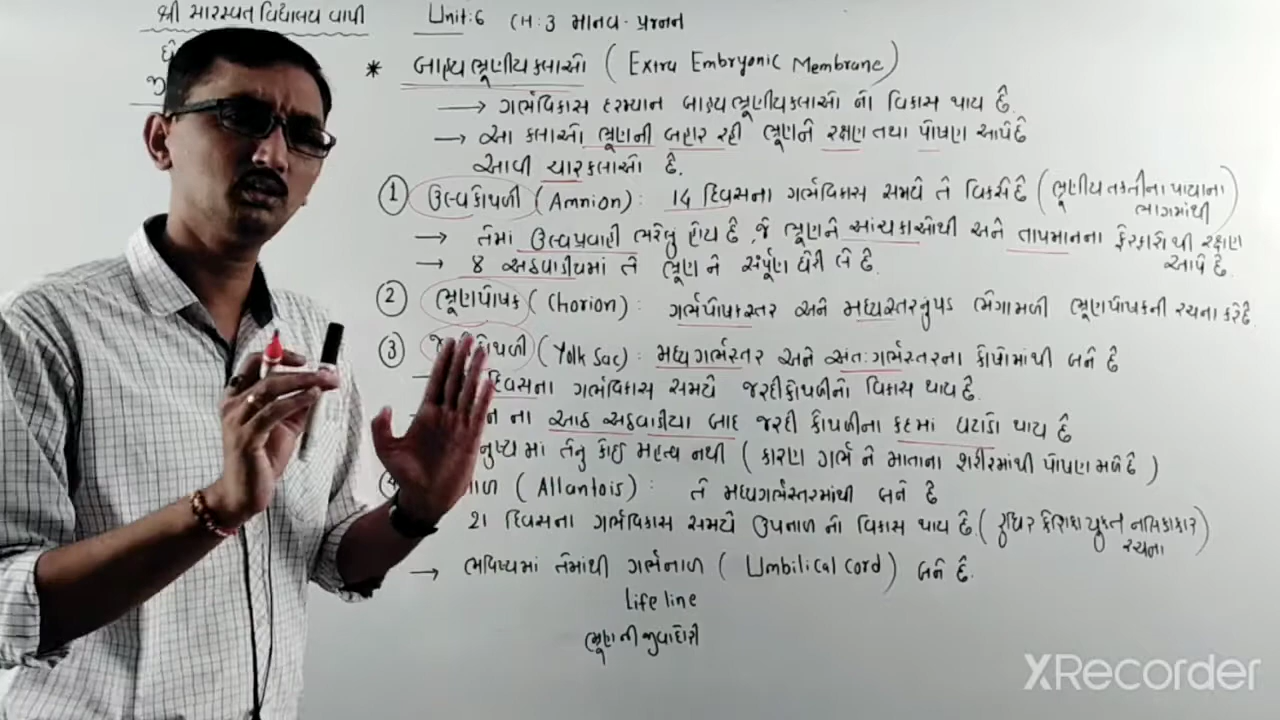 શ્રી સારસ્વત વિદ્યાલય વાપી
Unit:6 CH:3 માનવ-પ્રજનન
* બાહ્યભ્રૂણીય કલાઓ (Extra Embryonic Membrane)
→ ગર્ભવિકાસ દરમ્યાન બાહ્યભ્રૂણીયકલાઓ નો વિકાસ થાય છે.
→ આ કલાઓ ભ્રૂણની બહાર રહી ભ્રૂણને રક્ષણ તથા પોષણ આપે છે
આવી ચાર કલાઓ છે.
① ઉલ્વકોથળી (Amnion): 14 દિવસના ગર્ભવિકાસ સમયે તે વિકસે છે (ભ્રૂણીય તકતીના પાયાના ભાગમાંથી)
→ તેમાં ઉલ્વપ્રવાહી ભરેલું હોય છે, જે ભ્રૂણને આંચકાઓથી અને તાપમાનના ફેરફારોથી રક્ષણ આપે છે.
→ 8 અઠવાડીયમાં તે ભ્રૂણ ને સંપૂર્ણ ઘેરી લે છે.
② ભ્રૂણપોષક (Chorion): ગર્ભપોષકસ્તર અને મધ્યસ્તરનુંપડ ભેગામળી ભ્રૂણપોષકની રચના કરે છે
③ (Yolk Sac): મધ્યગર્ભસ્તર અને અંત:ગર્ભસ્તરના કોષોમાંથી બને છે
દિવસના ગર્ભવિકાસ સમયે જરદીકોથળીનો વિકાસ થાય છે.
ના આઠ અઠવાડીયા બાદ જરદી કોથળીના કદમાં ઘટાડો થાય છે
માં તેનું કોઈ મહત્વ નથી (કારણ ગર્ભ ને માતાના શરીરમાંથી પોષણ મળે છે)
(Allantois): તે મધ્યગર્ભસ્તરમાંથી બને છે
21 દિવસના ગર્ભવિકાસ સમયે ઉપનાળ નો વિકાસ થાય છે. (રુધિર કેશિકા યુક્ત નલિકાકાર રચના)
→ ભવિષ્યમાં તેમાંથી ગર્ભનાળ (Umbilical cord) બને છે.
Life line
ભ્રૂણ ની જીવાદોરી
XRecorder